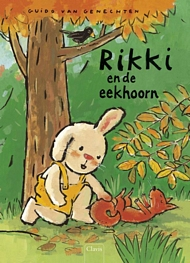 GUIDO VAN GENECHTEN
Rikki
en de
eekhoorn
Clavis